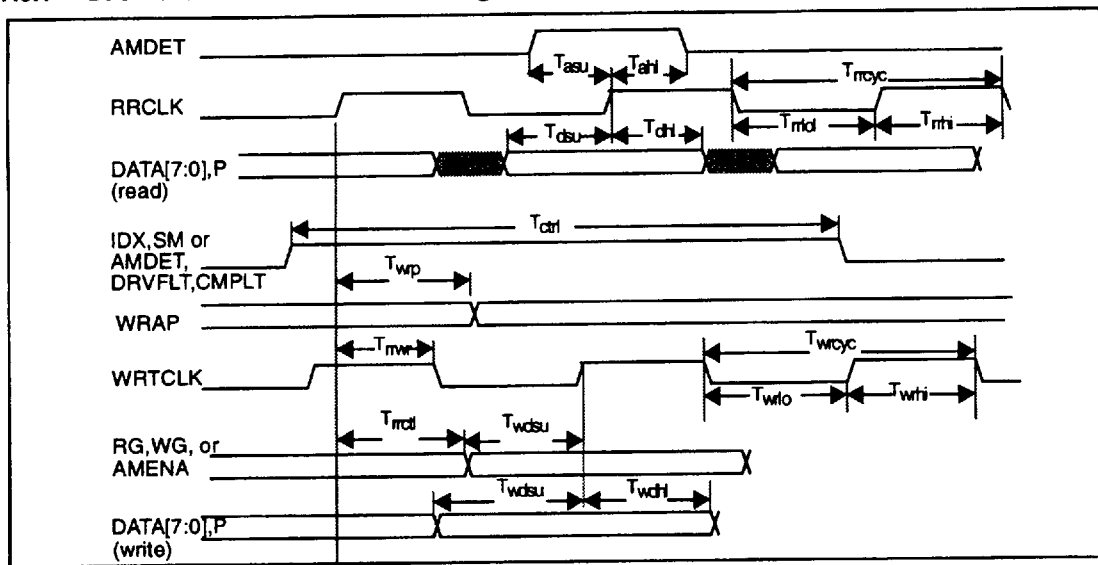 AMDET
Tasu
Tahl
Trrcyc
RRCLK
Tdsu
Tdhl
Trrlol
Trrhi
DATA[7:0],P
(read)
Tctrl
IDX,SM or
AMDET,
DRVFLT,CMPLT
Twrp
WRAP
Trrwr
Twrcyc
WRTCLK
Twrlo
Twrhi
Trrctl
Twdsu
RG,WG, or
AMENA
Twdsu
Twdhl
DATA[7:0],P
(write)